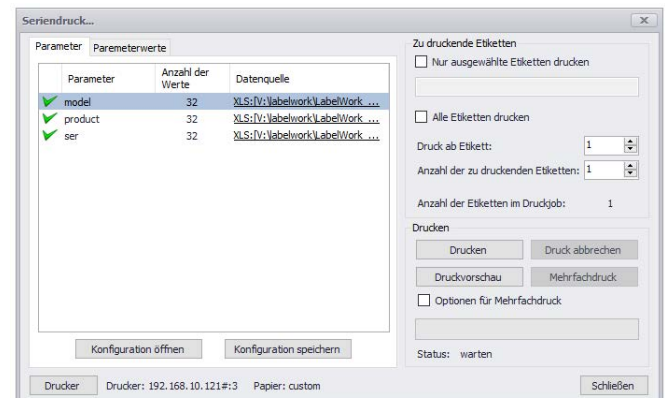 Seriendruck...
Parameter Paremeterwerte
Parameter Anzahl der Werte Datenquelle
model 32 XLS:[V:\labelwork\LabelWork ...
product 32 XLS:[V:\labelwork\LabelWork ...
ser 32 XLS:[V:\labelwork\LabelWork ...
Konfiguration öffnen Konfiguration speichern
Zu druckende Etiketten
Nur ausgewählte Etiketten drucken
Alle Etiketten drucken
Druck ab Etikett: 1
Anzahl der zu druckenden Etiketten: 1
Anzahl der Etiketten im Druckjob: 1
Drucken
Drucken Druck abbrechen
Druckvorschau Mehrfachdruck
Optionen für Mehrfachdruck
Status: warten
Drucker Drucker: 192.168.10.121#:3 Papier: custom Schließen